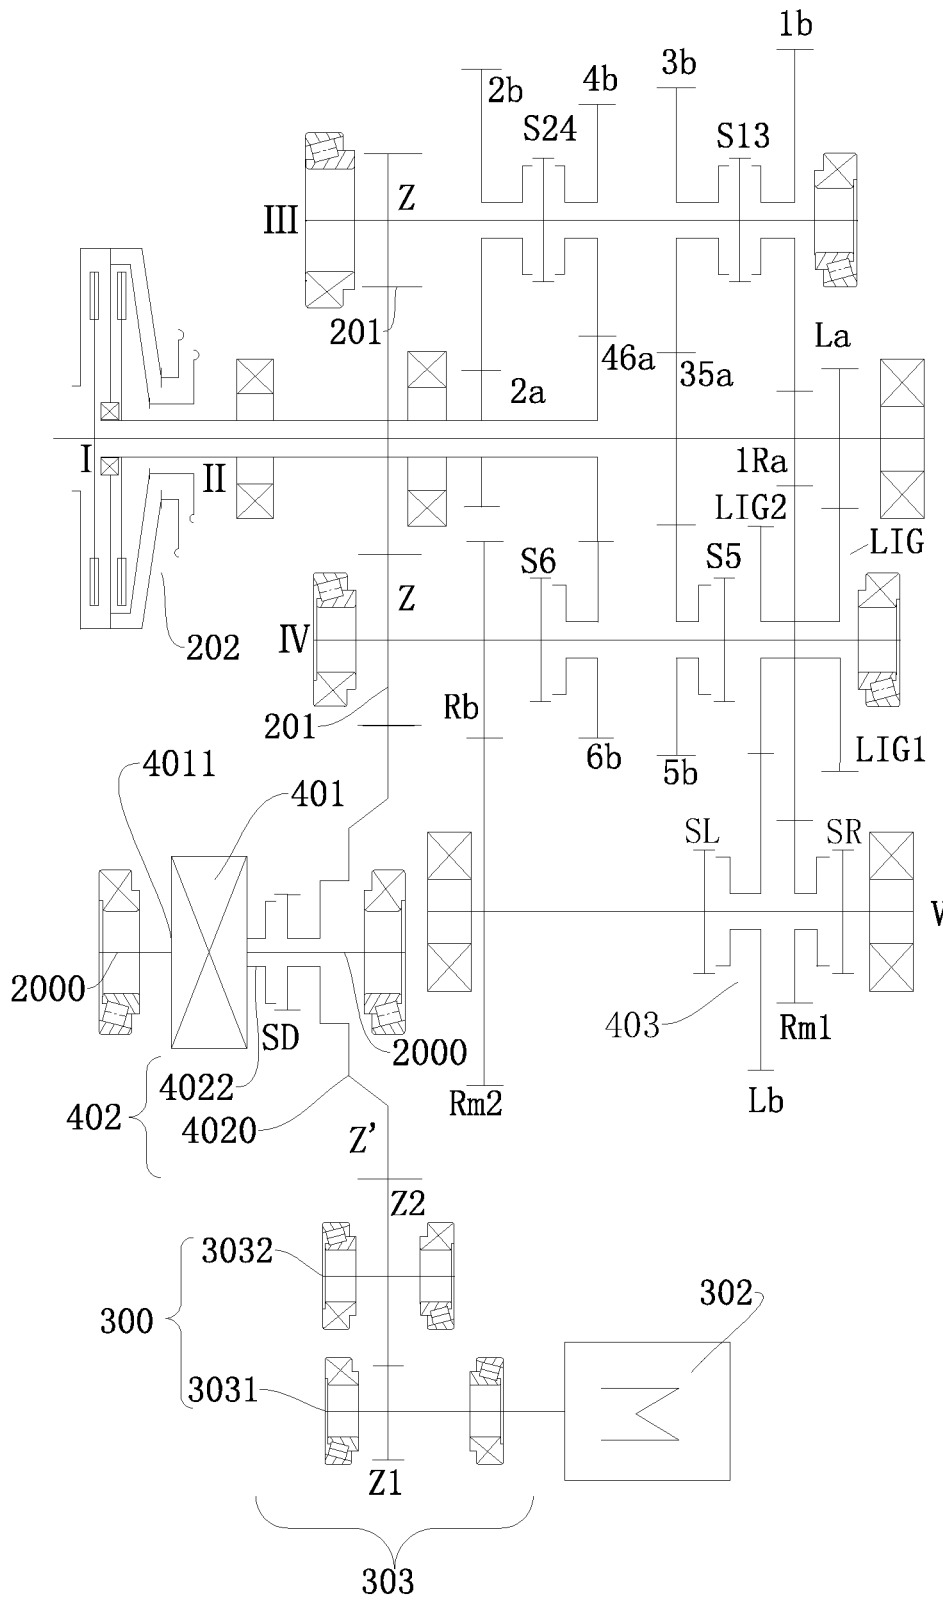 1b
2b
4b
3b
S24
S13
Z
III
201
La
46a
35a
2a
I
II
1Ra
LIG2
LIG
S6
S5
Z
IV
202
Rb
201
6b
5b
LIG1
4011
401
SL
SR
V
2000
SD
2000
403
Rm1
4022
402
4020
Rm2
Lb
Z'
Z2
3032
302
300
3031
M
Z1
303